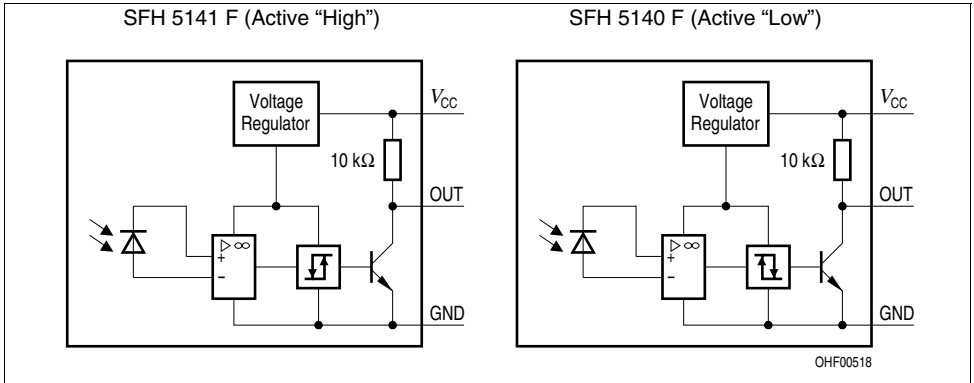 SFH 5141 F (Active “High”)
SFH 5140 F (Active “Low”)
Voltage
Regulator
VCC
10 kΩ
OUT
▷ ∞
+
−
GND
Voltage
Regulator
VCC
10 kΩ
OUT
▷ ∞
+
−
GND
OHF00518